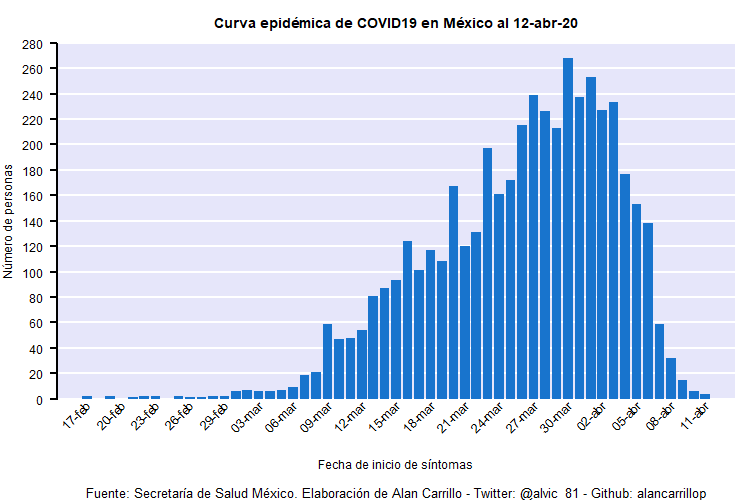 Curva epidémica de COVID19 en México al 12-abr-20
280
260
240
220
200
180
160
140
120
100
80
60
40
20
0
Número de personas
17-feb
20-feb
23-feb
26-feb
29-feb
03-mar
06-mar
09-mar
12-mar
15-mar
18-mar
21-mar
24-mar
27-mar
30-mar
02-abr
05-abr
08-abr
11-abr
Fecha de inicio de síntomas
Fuente: Secretaría de Salud México. Elaboración de Alan Carrillo - Twitter: @alvic_81 - Github: alancarrillop